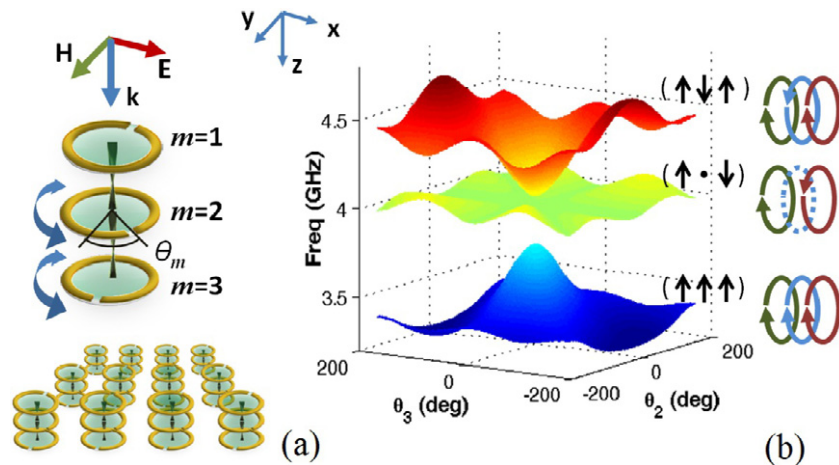 y
x
z
H
E
k
m=1
m=2
θm
m=3
(a)
Freq (GHz)
4.5
4
3.5
200
0
-200
θ3 (deg)
-200
0
200
θ2 (deg)
(↑↓↑)
(↑·↓)
(↑↑↑)
(b)